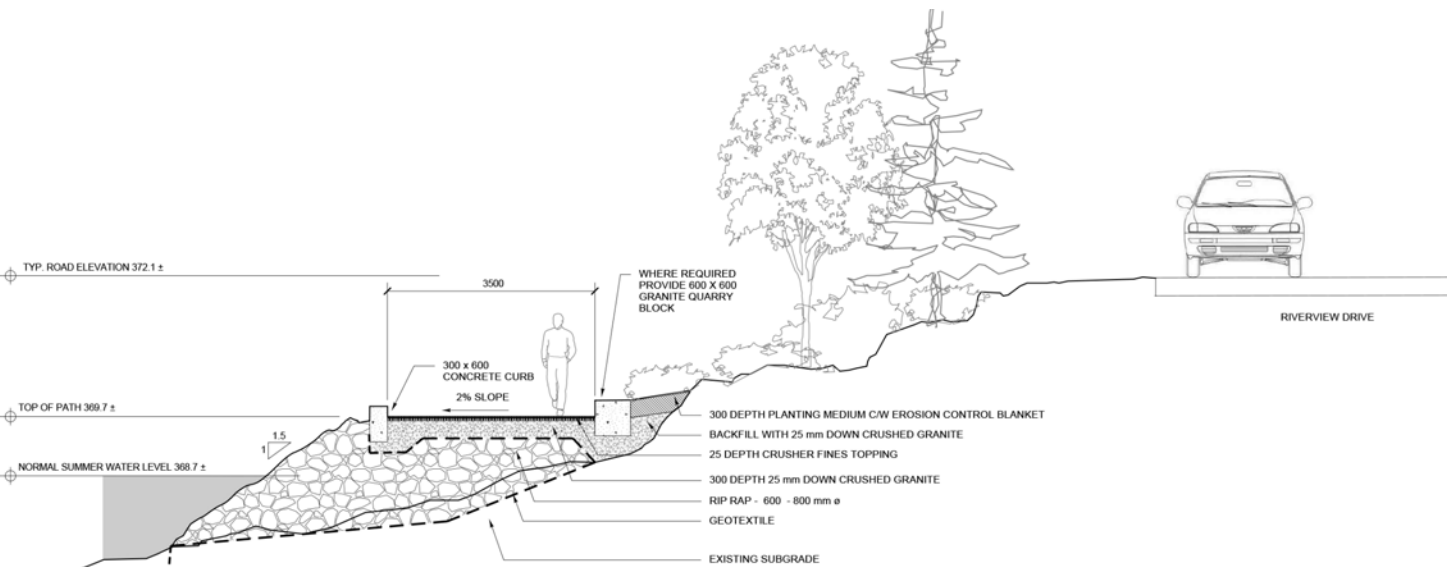 TYP. ROAD ELEVATION 372.1 ±
3500
WHERE REQUIRED
PROVIDE 600 X 600
GRANITE QUARRY
BLOCK
RIVERVIEW DRIVE
300 x 600
CONCRETE CURB
2% SLOPE
TOP OF PATH 369.7 ±
300 DEPTH PLANTING MEDIUM C/W EROSION CONTROL BLANKET
BACKFILL WITH 25 mm DOWN CRUSHED GRANITE
1.5
1
25 DEPTH CRUSHER FINES TOPPING
NORMAL SUMMER WATER LEVEL 368.7 ±
300 DEPTH 25 mm DOWN CRUSHED GRANITE
RIP RAP - 600 - 800 mm ø
GEOTEXTILE
EXISTING SUBGRADE